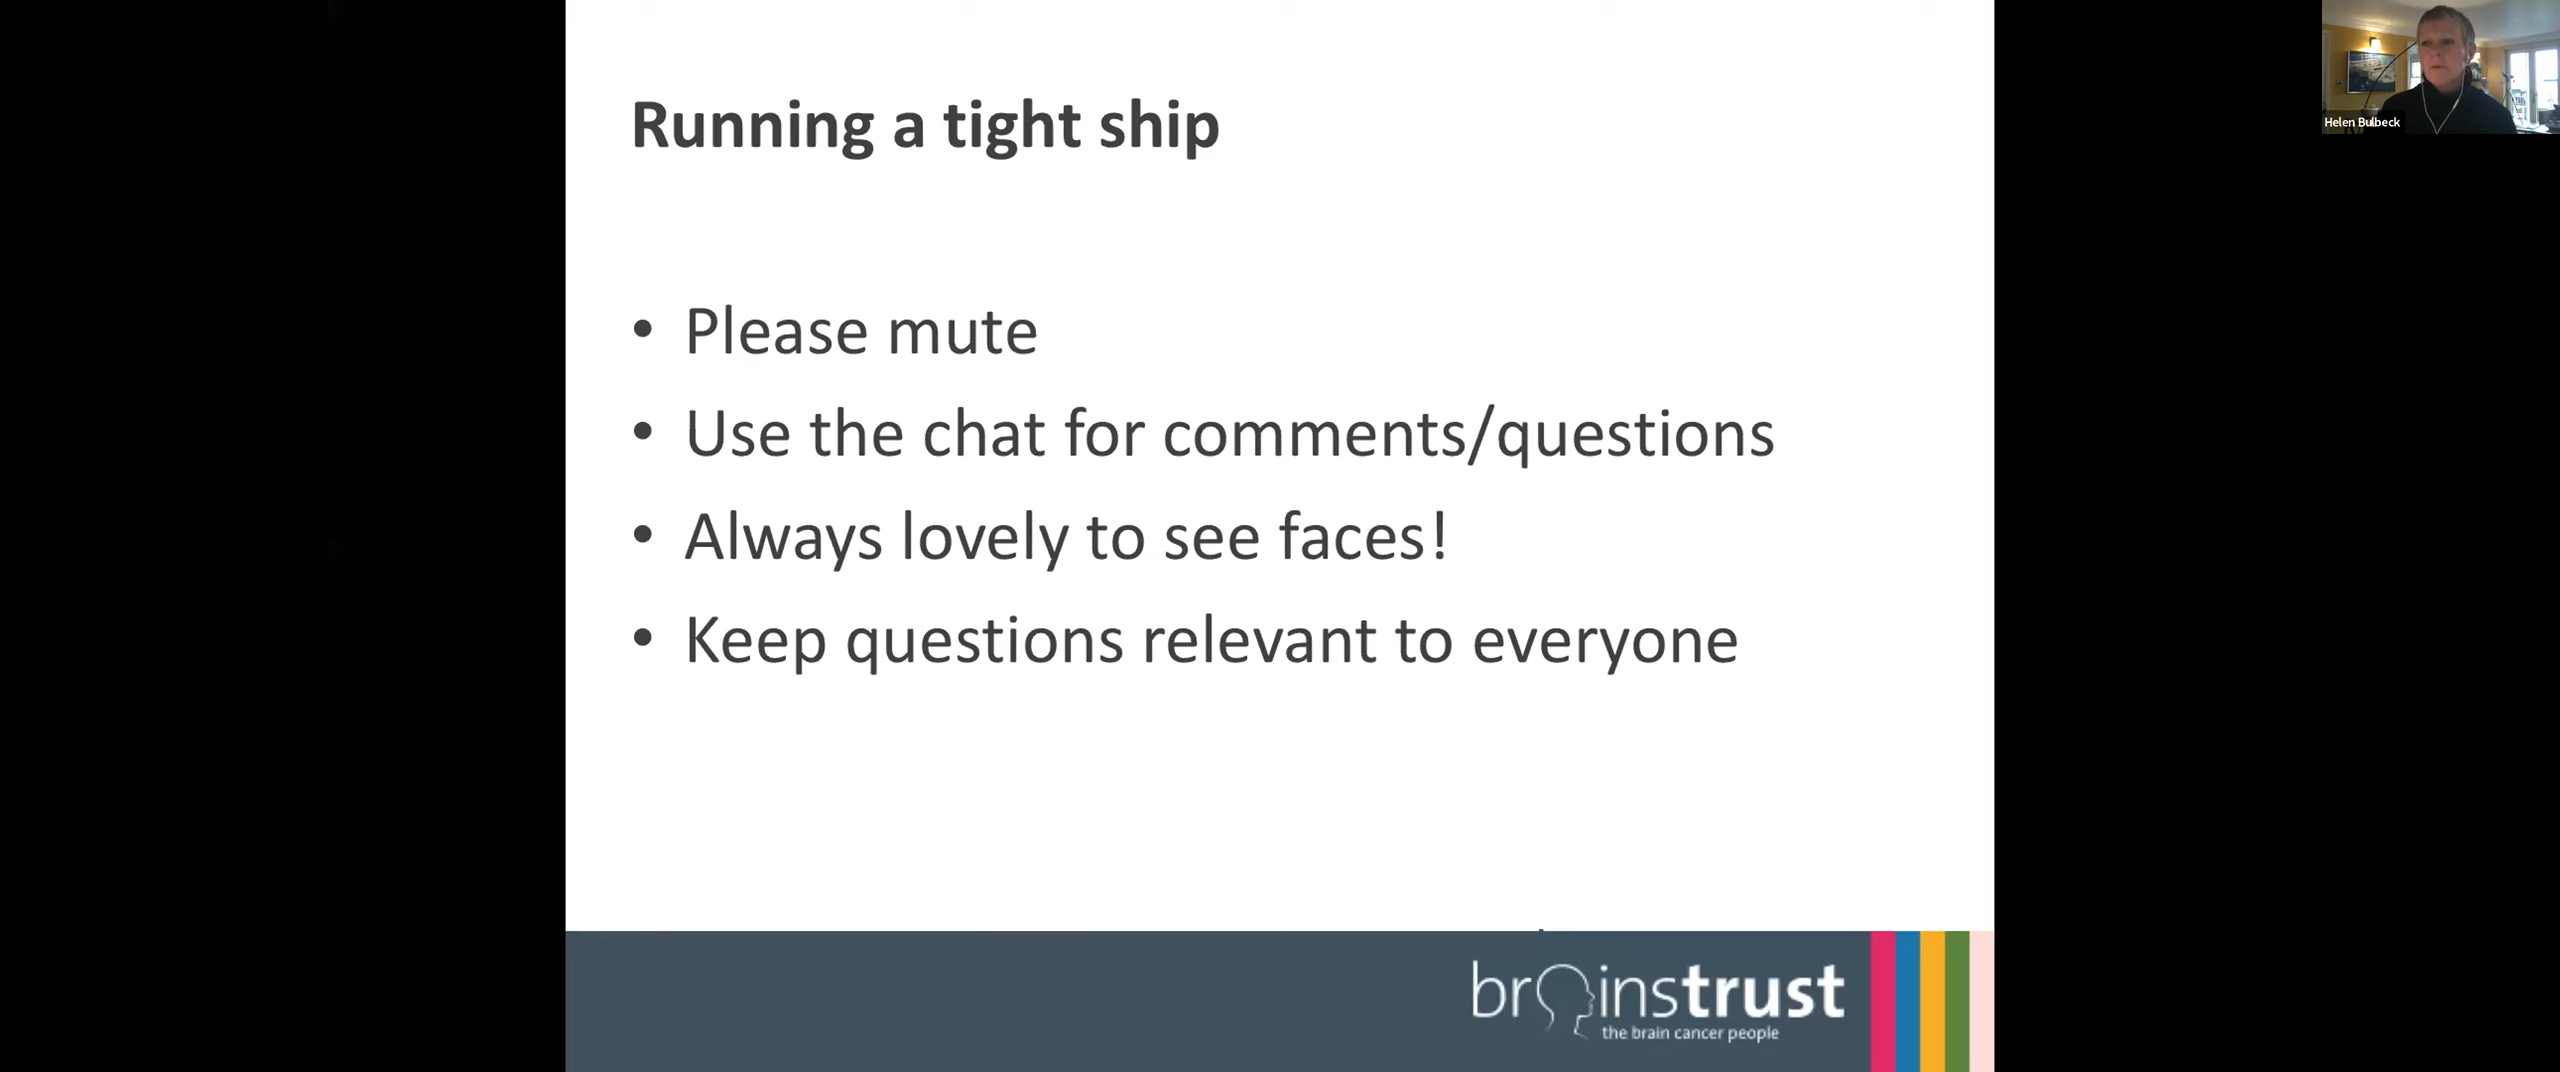 Running a tight ship
• Please mute
• Use the chat for comments/questions
• Always lovely to see faces!
• Keep questions relevant to everyone
brainstrust
the brain cancer people
Helen Bulbeck